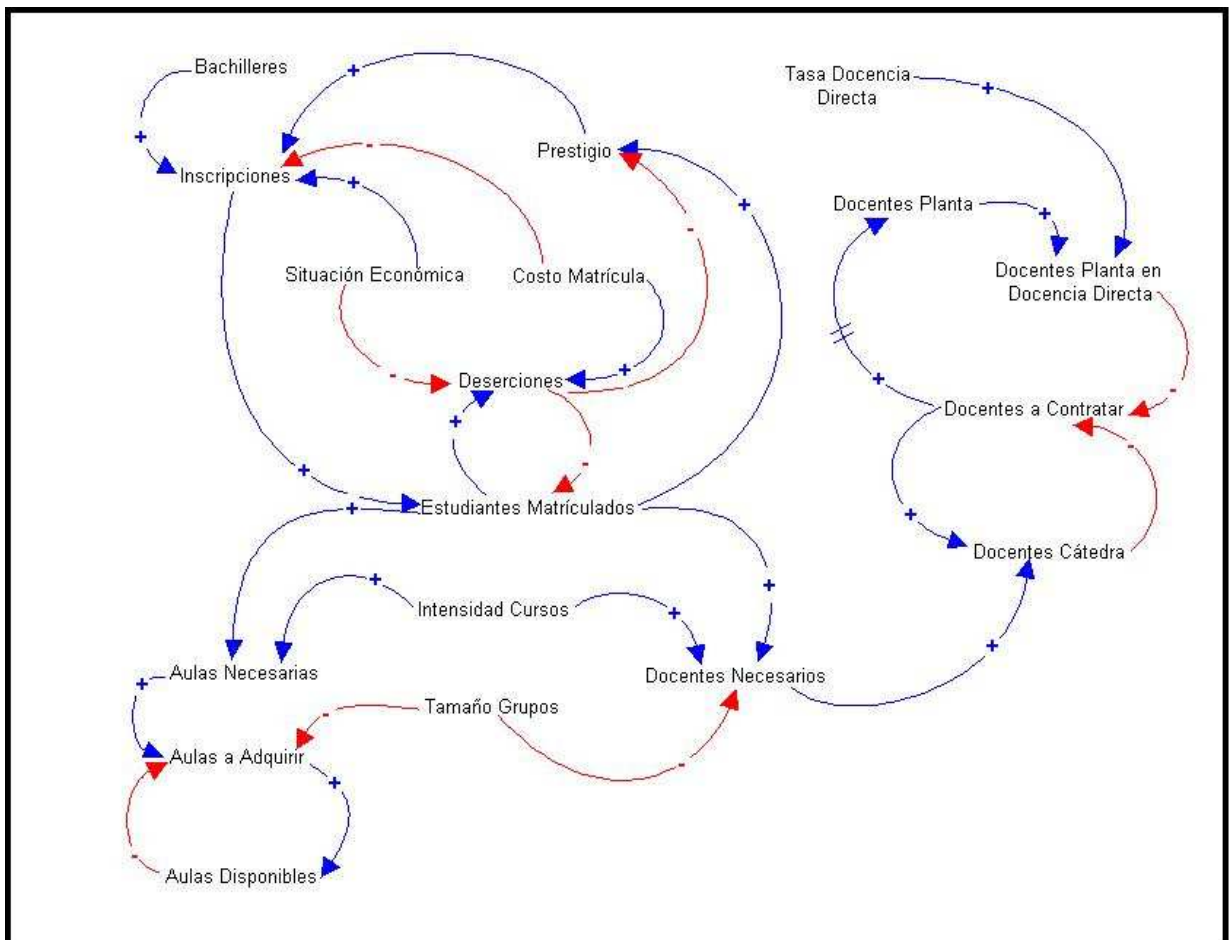 Bachilleres
Tasa Docencia
Directa
Prestigio
Inscripciones
Docentes Planta
Situación Económica
Costo Matrícula
Docentes Planta en
Docencia Directa
Deserciones
Docentes a Contratar
Estudiantes Matrículados
Docentes Cátedra
Intensidad Cursos
Aulas Necesarias
Docentes Necesarios
Tamaño Grupos
Aulas a Adquirir
Aulas Disponibles